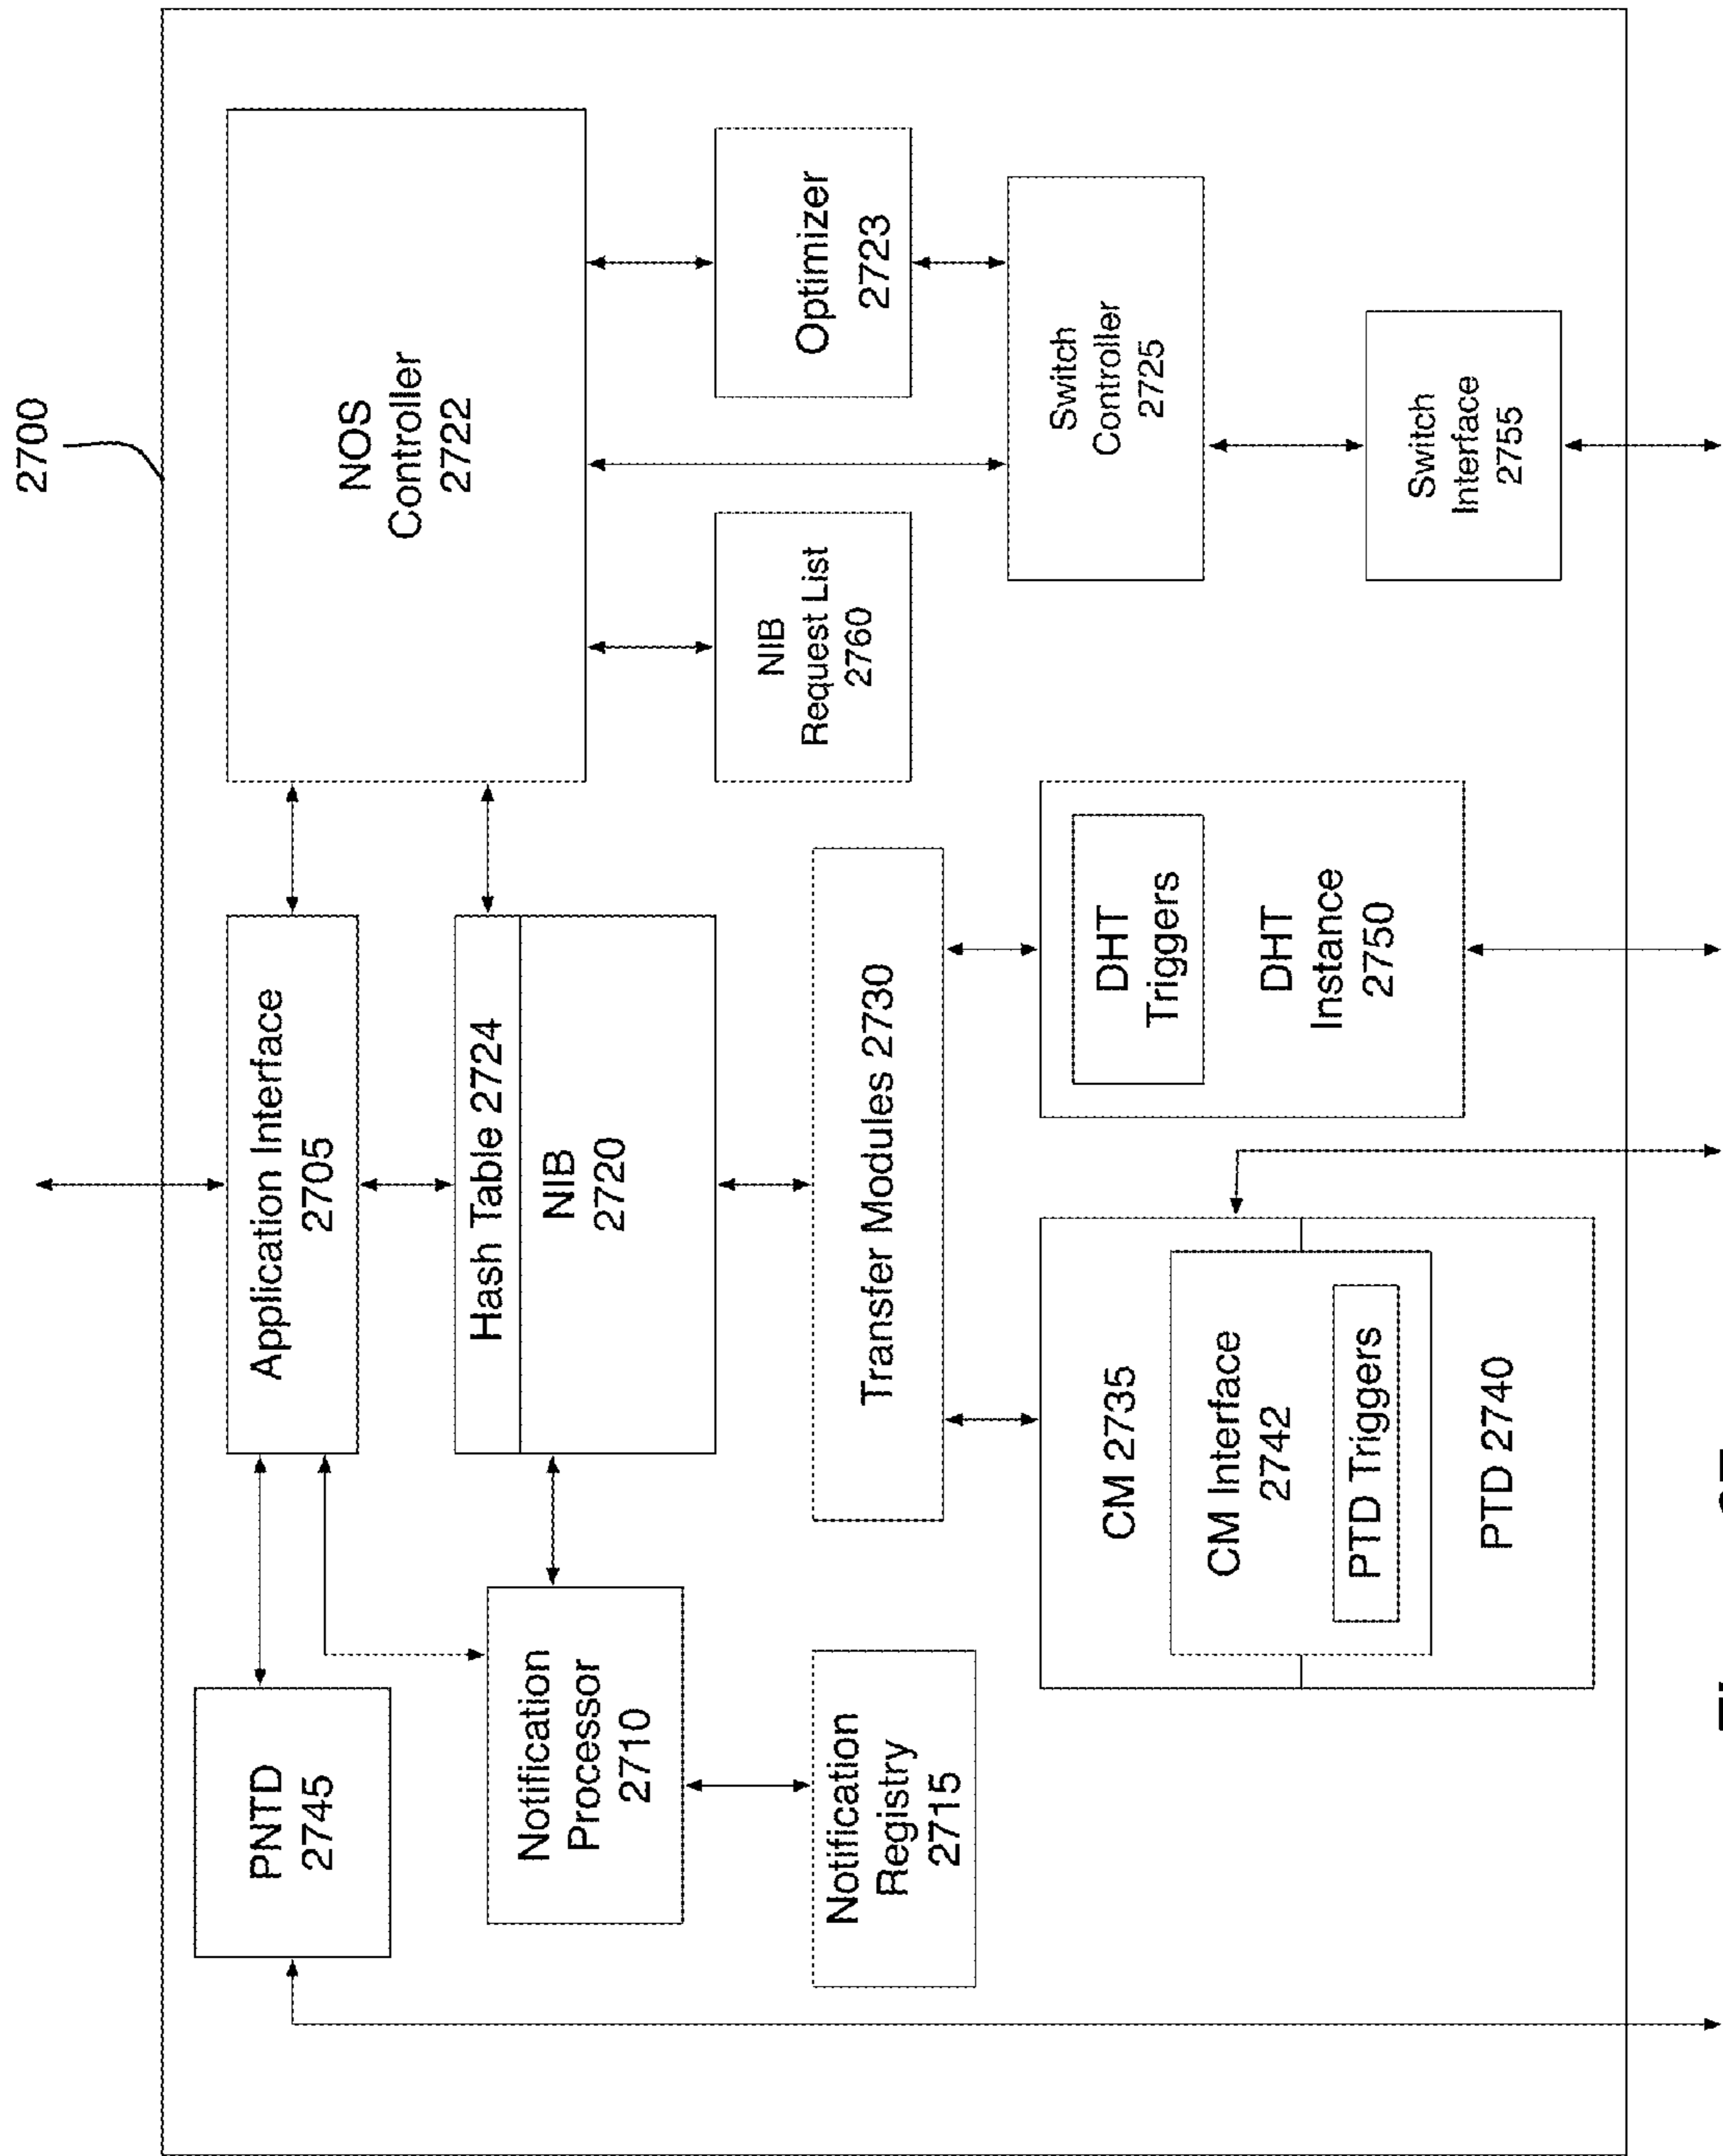 2700
NOS
Controller
2722
Optimizer
2723
NIB
Request List
2760
Switch
Controller
2725
Switch
Interface
2755
Application Interface
2705
Hash Table 2724
NIB
2720
Transfer Modules 2730
DHT
Triggers
DHT
Instance
2750
PNTD
2745
Notification
Processor
2710
Notification
Registry
2715
CM 2735
CM Interface
2742
PTD Triggers
PTD 2740